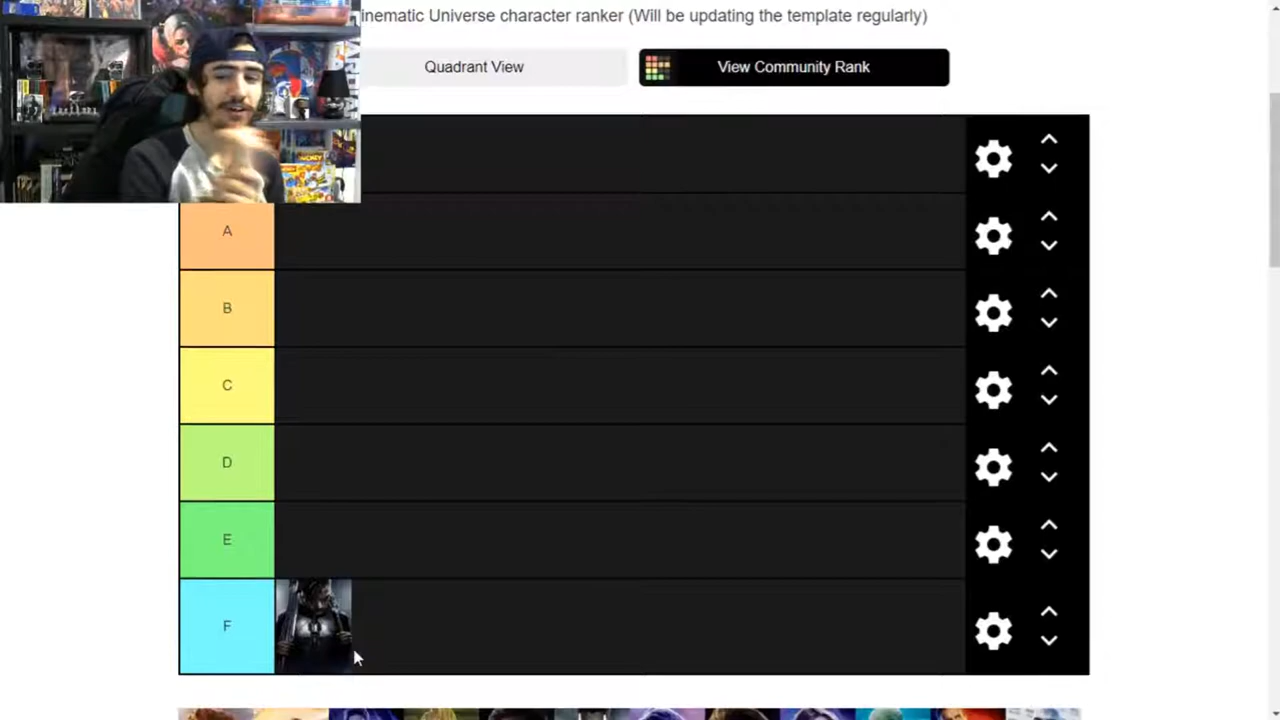 inematic Universe character ranker (Will be updating the template regularly)
Quadrant View
View Community Rank
A
B
C
D
E
F